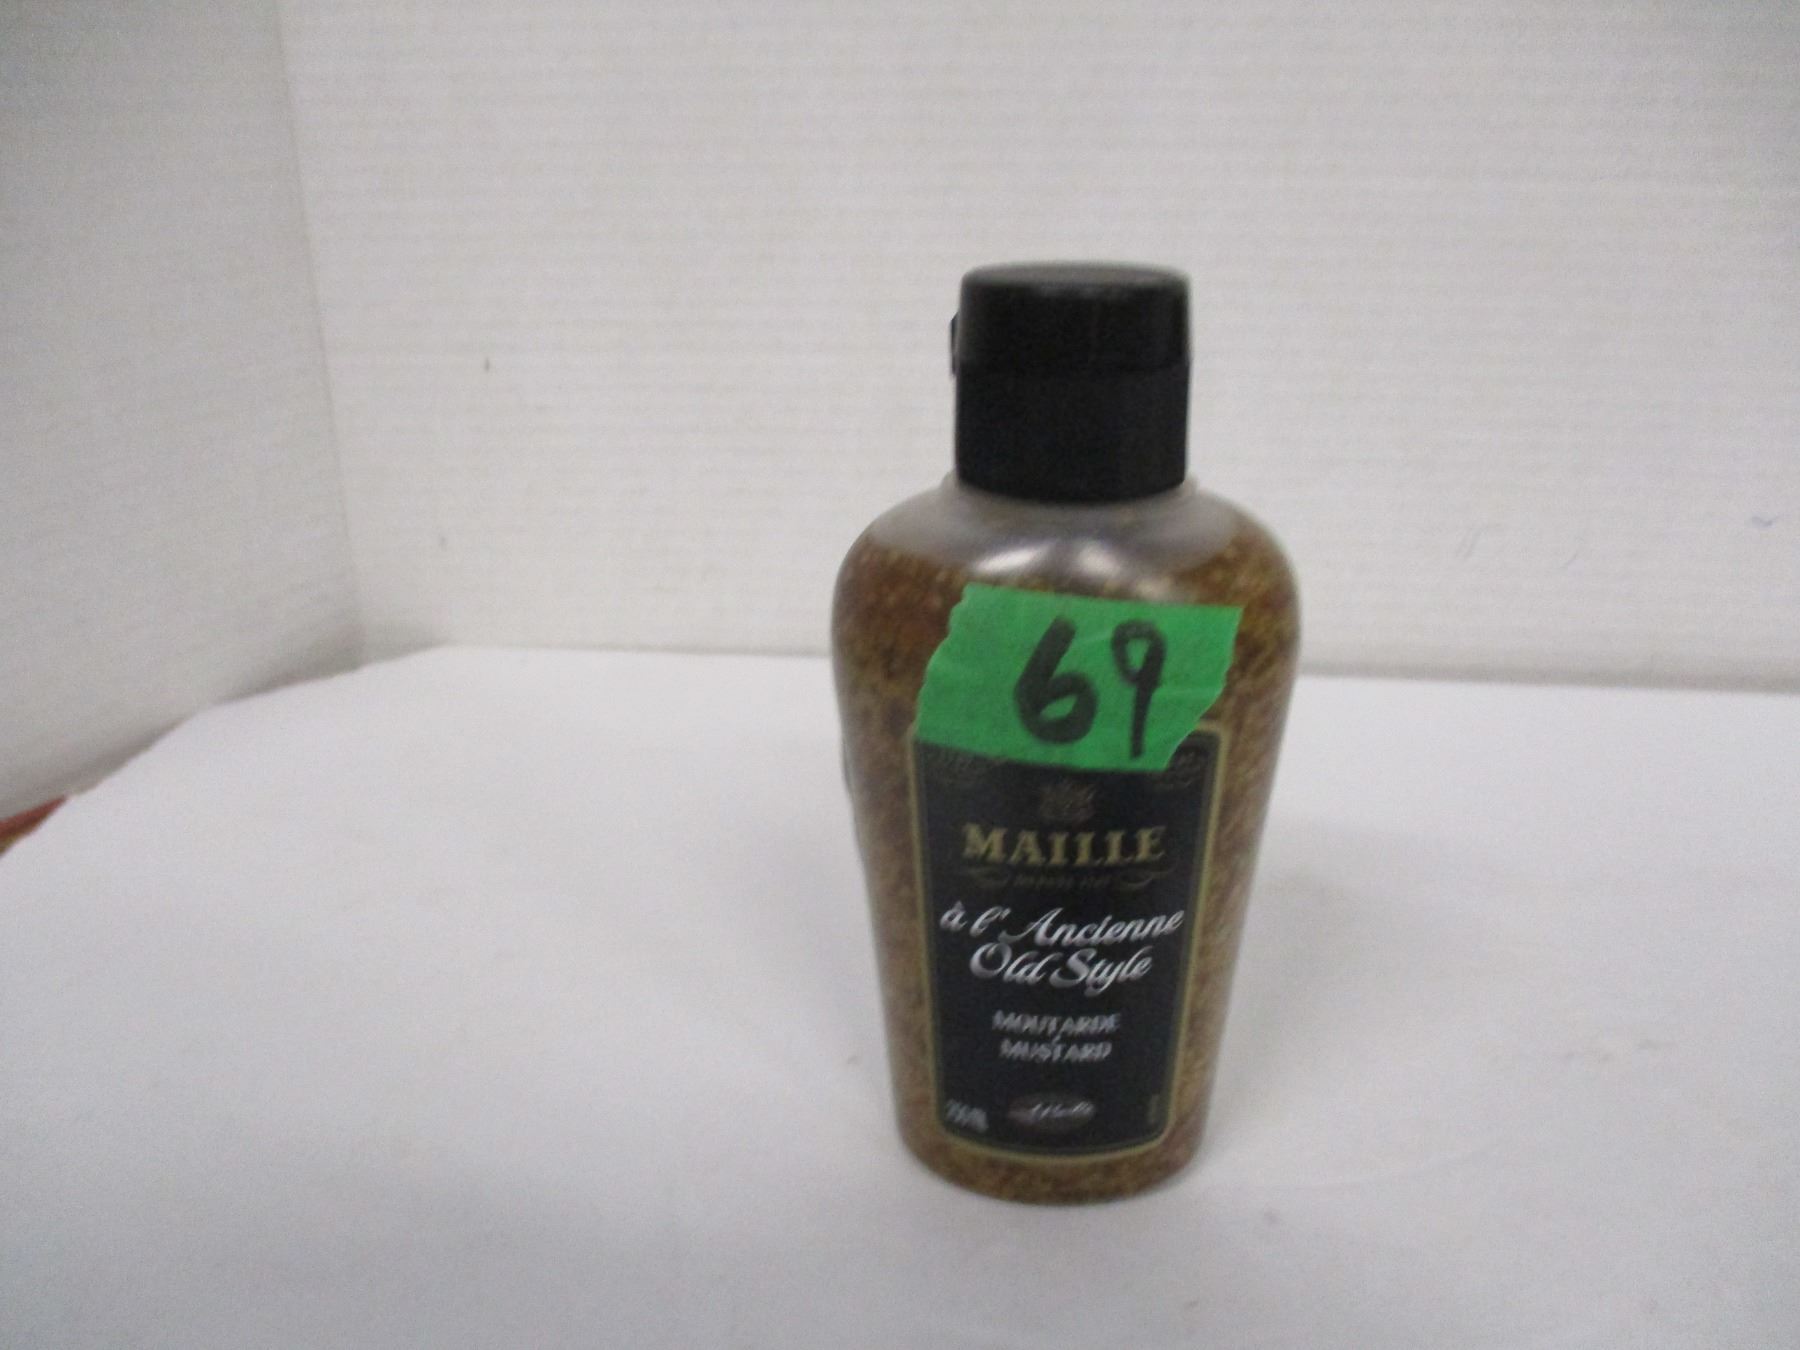 69
MAILLE
à l'Ancienne
Old Style
MOUTARDE
MUSTARD